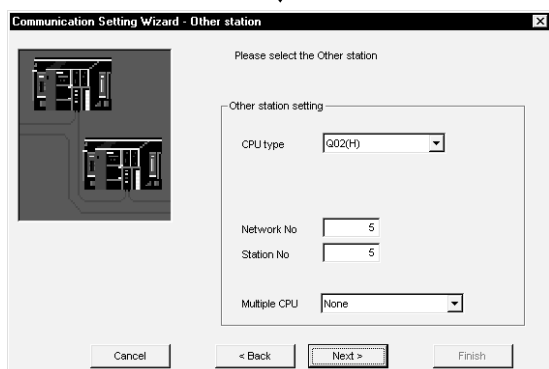 Communication Setting Wizard - Other station
Please select the Other station
Other station setting
CPU type
Q02(H)
Network No
5
Station No
5
Multiple CPU
None
Cancel
< Back
Next >
Finish